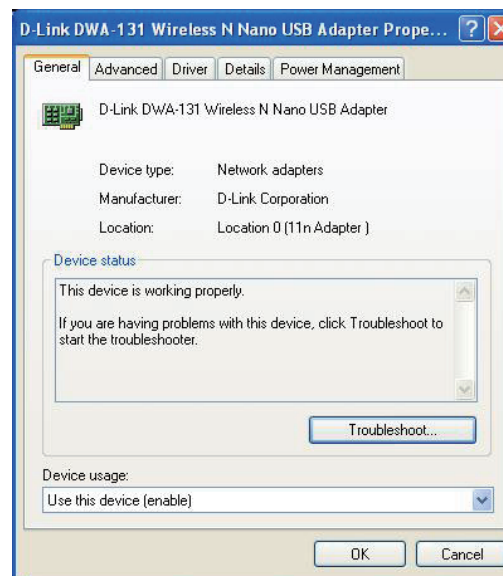 D-Link DWA-131 Wireless N Nano USB Adapter Prope...
General Advanced Driver Details Power Management
D-Link DWA-131 Wireless N Nano USB Adapter
Device type: Network adapters
Manufacturer: D-Link Corporation
Location: Location 0 (11n Adapter )
Device status
This device is working properly.
If you are having problems with this device, click Troubleshoot to
start the troubleshooter.
Troubleshoot...
Device usage:
Use this device (enable)
OK Cancel